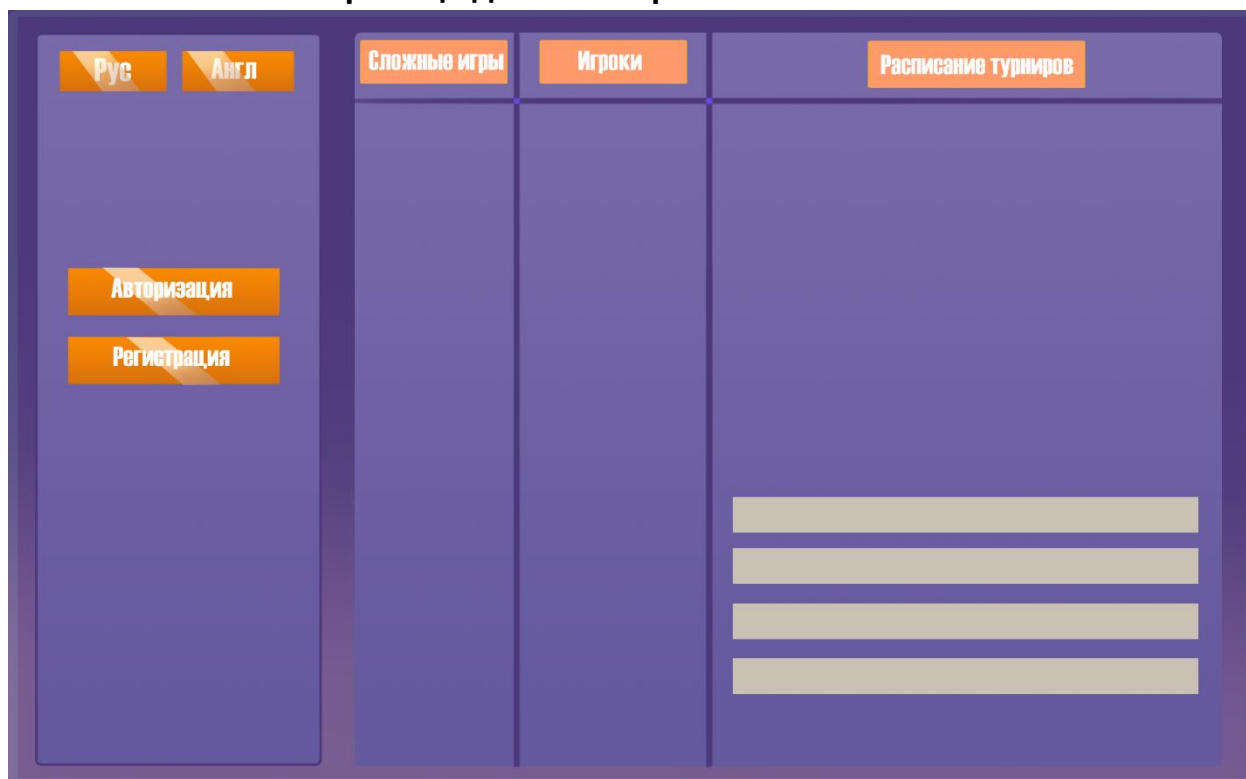 Рус
Англ
Авторизация
Регистрация
Сложные игры
Игроки
Расписание турниров